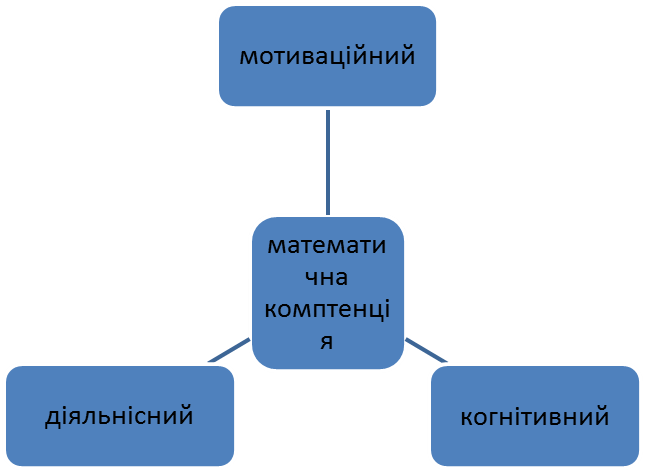 мотиваційний
математи
чна
комптенці
я
діяльнісний
когнітивний